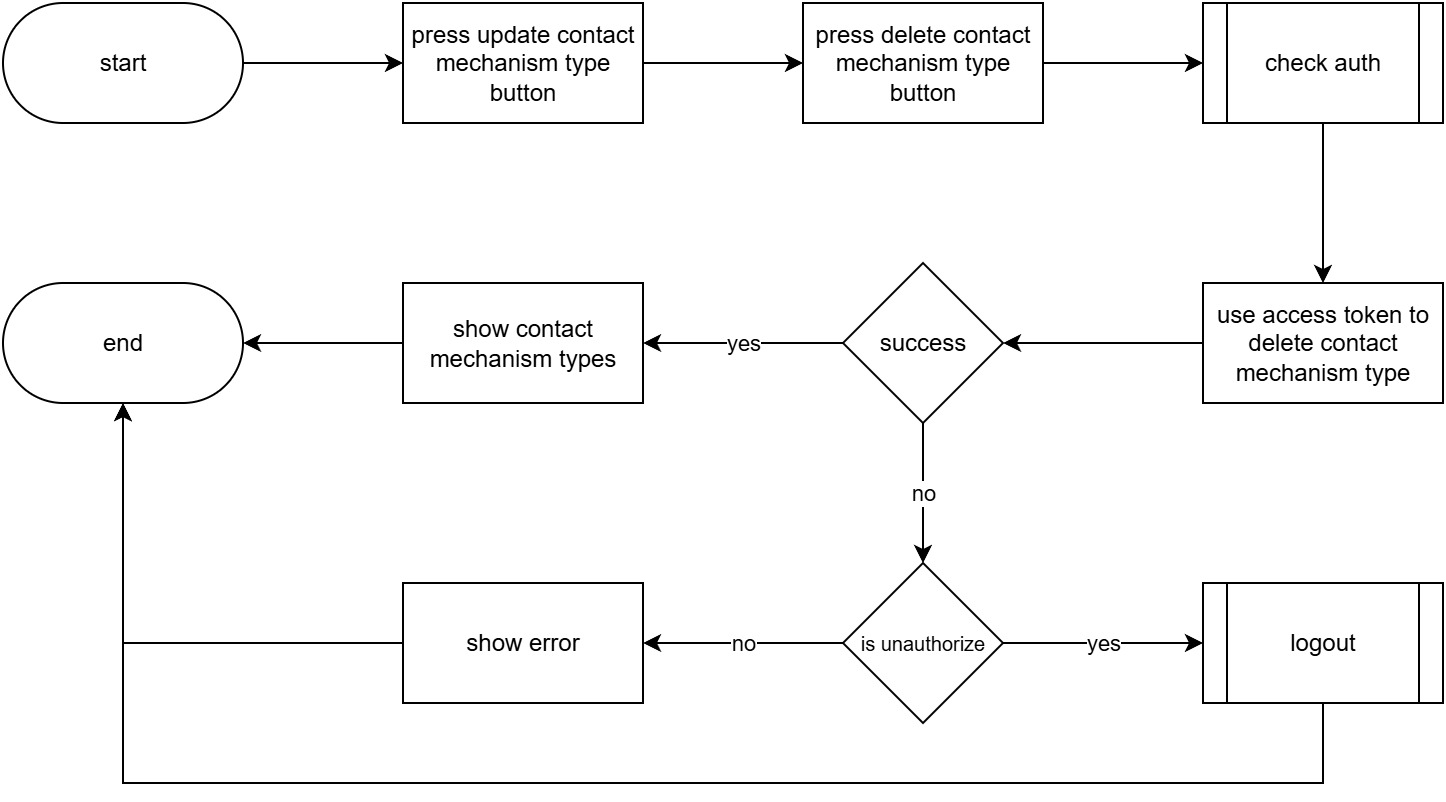 start
press update contact
mechanism type
button
press delete contact
mechanism type
button
check auth
end
show contact
mechanism types
yes
success
use access token to
delete contact
mechanism type
no
show error
no
is unauthorize
yes
logout